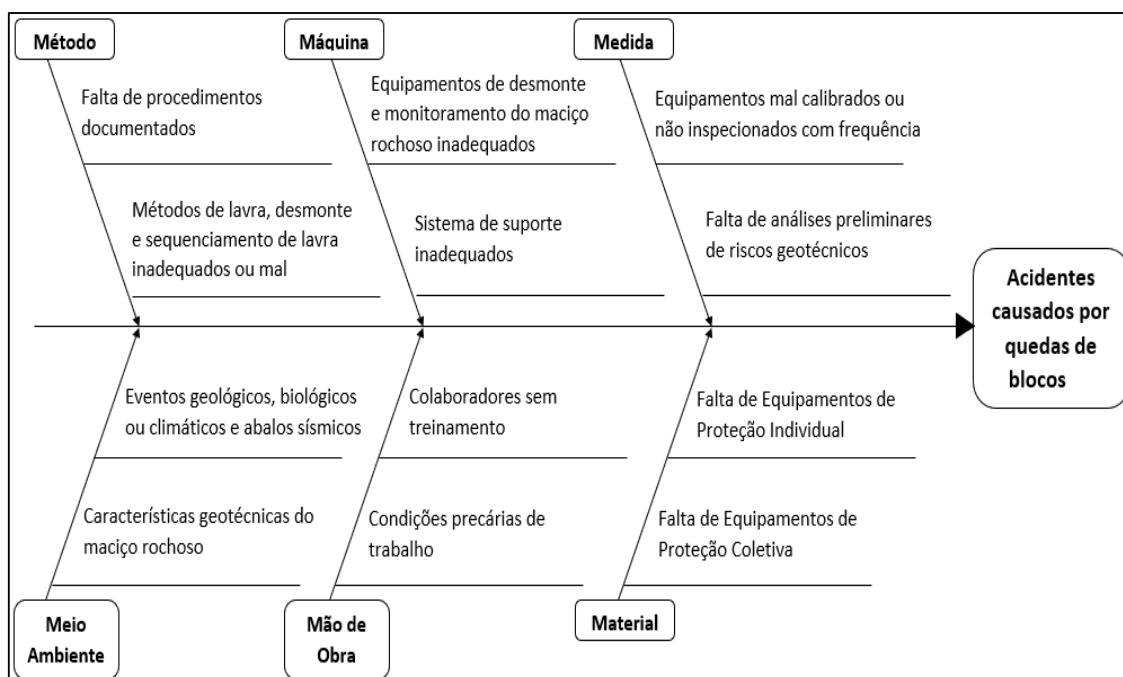 Método
Falta de procedimentos
documentados
Métodos de lavra, desmonte
e sequenciamento de lavra
inadequados ou mal
Máquina
Equipamentos de desmonte
e monitoramento do maciço
rochoso inadequados
Sistema de suporte
inadequados
Medida
Equipamentos mal calibrados ou
não inspecionados com frequência
Falta de análises preliminares
de riscos geotécnicos
Acidentes
causados por
quedas de
blocos
Eventos geológicos, biológicos
ou climáticos e abalos sísmicos
Características geotécnicas do
maciço rochoso
Meio
Ambiente
Colaboradores sem
treinamento
Condições precárias de
trabalho
Mão de
Obra
Falta de Equipamentos de
Proteção Individual
Falta de Equipamentos de
Proteção Coletiva
Material